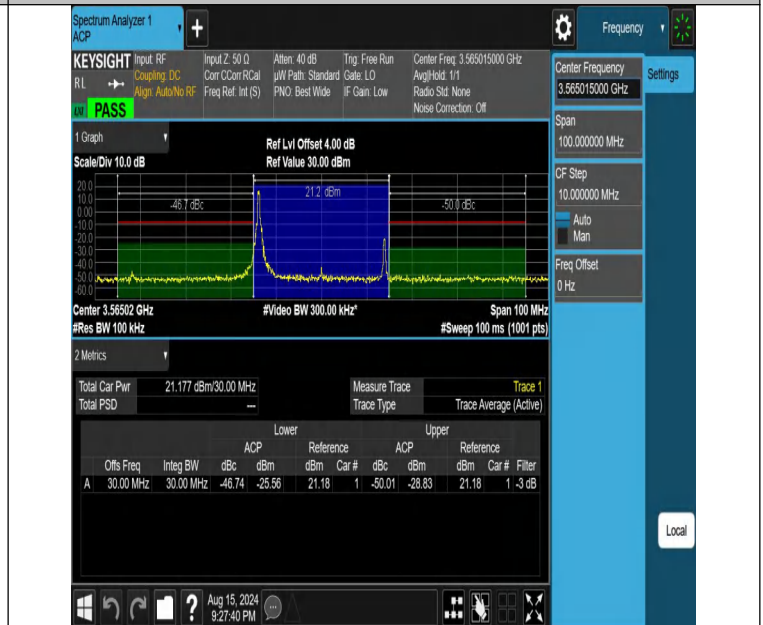 Spectrum Analyzer 1
ACP
+
Frequency
KEYSIGHT Input: RF Input Z: 50 Ω Atten: 40 dB Trig: Free Run Center Freq: 3.565015000 GHz
RL Coupling: DC Corr CCorr RCal µW Path: Standard Gate: LO Avg|Hold: 1/1
Align: Auto/No RF Freq Ref: Int (S) PNO: Best Wide IF Gain: Low Radio Std: None
PASS Noise Correction: Off
Center Frequency
3.565015000 GHz
Settings
Span
100.000000 MHz
CF Step
10.000000 MHz
Auto
Man
Freq Offset
0 Hz
1 Graph
Ref Lvl Offset 4.00 dB
Scale/Div 10.0 dB Ref Value 30.00 dBm
20.0
10.0
0.00
-10.0
-20.0
-30.0
-40.0
-50.0
-60.0
-46.7 dBc 21.2 dBm -50.0 dBc
Center 3.56502 GHz #Video BW 300.00 kHz* Span 100 MHz
#Res BW 100 kHz #Sweep 100 ms (1001 pts)
2 Metrics
Total Car Pwr 21.177 dBm/30.00 MHz Measure Trace Trace 1
Total PSD --- Trace Type Trace Average (Active)
Lower Upper
ACP Reference ACP Reference
Offs Freq Integ BW dBc dBm dBm Car # dBc dBm dBm Car # Filter
A 30.00 MHz 30.00 MHz -46.74 -25.56 21.18 1 -50.01 -28.83 21.18 1 -3 dB
Local
? Aug 15, 2024
9:27:40 PM